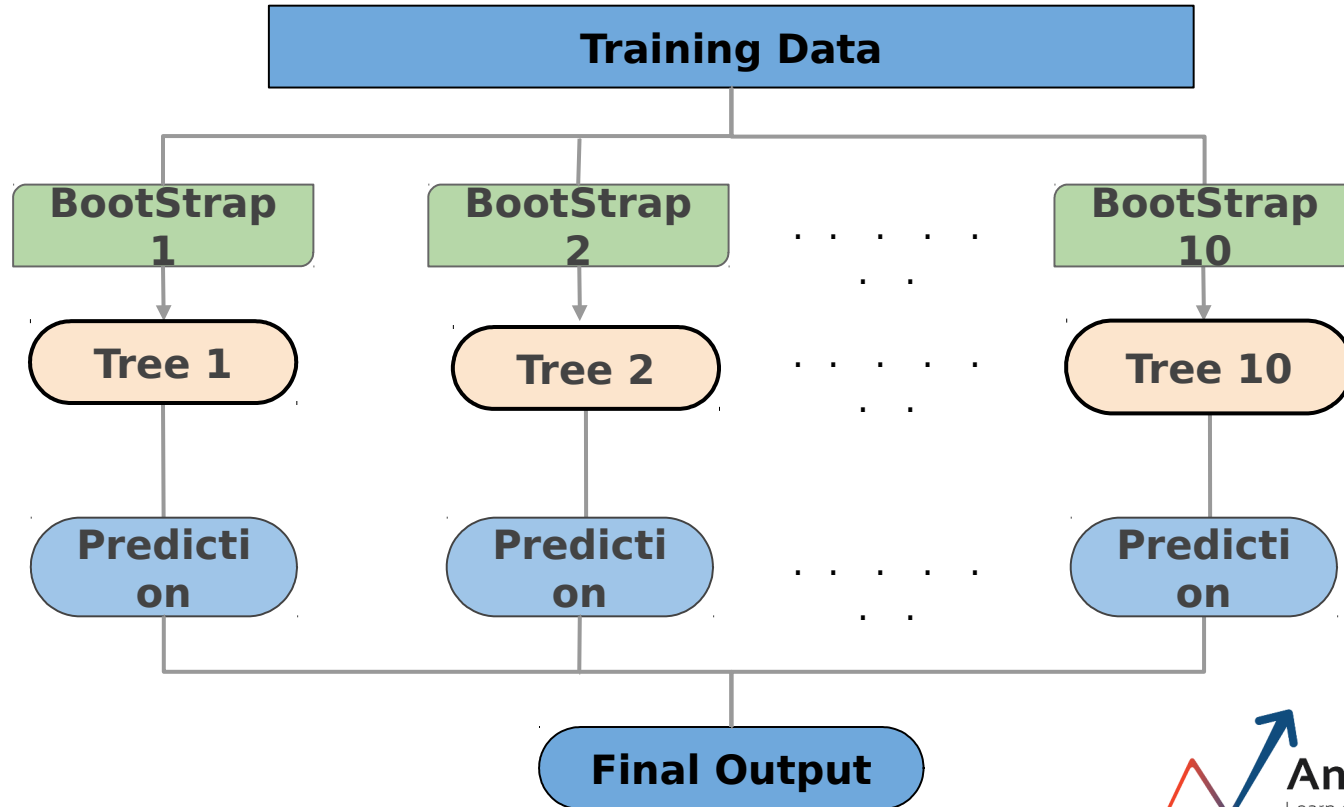 Training Data
BootStrap
1
BootStrap
2
. . . . .
. .
BootStrap
10
Tree 1
Tree 2
. . . . .
. .
Tree 10
Predicti
on
Predicti
on
. . . . .
. .
Predicti
on
Final Output
An